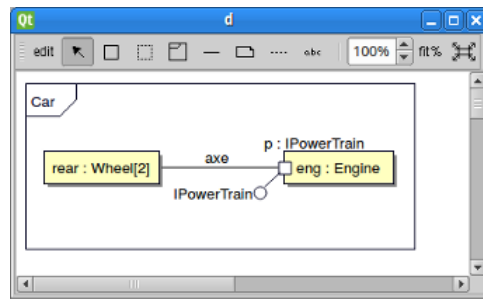 Qt
d
edit
abc
100%
fit%
Car
p : IPowerTrain
rear : Wheel[2]
axe
eng : Engine
IPowerTrain